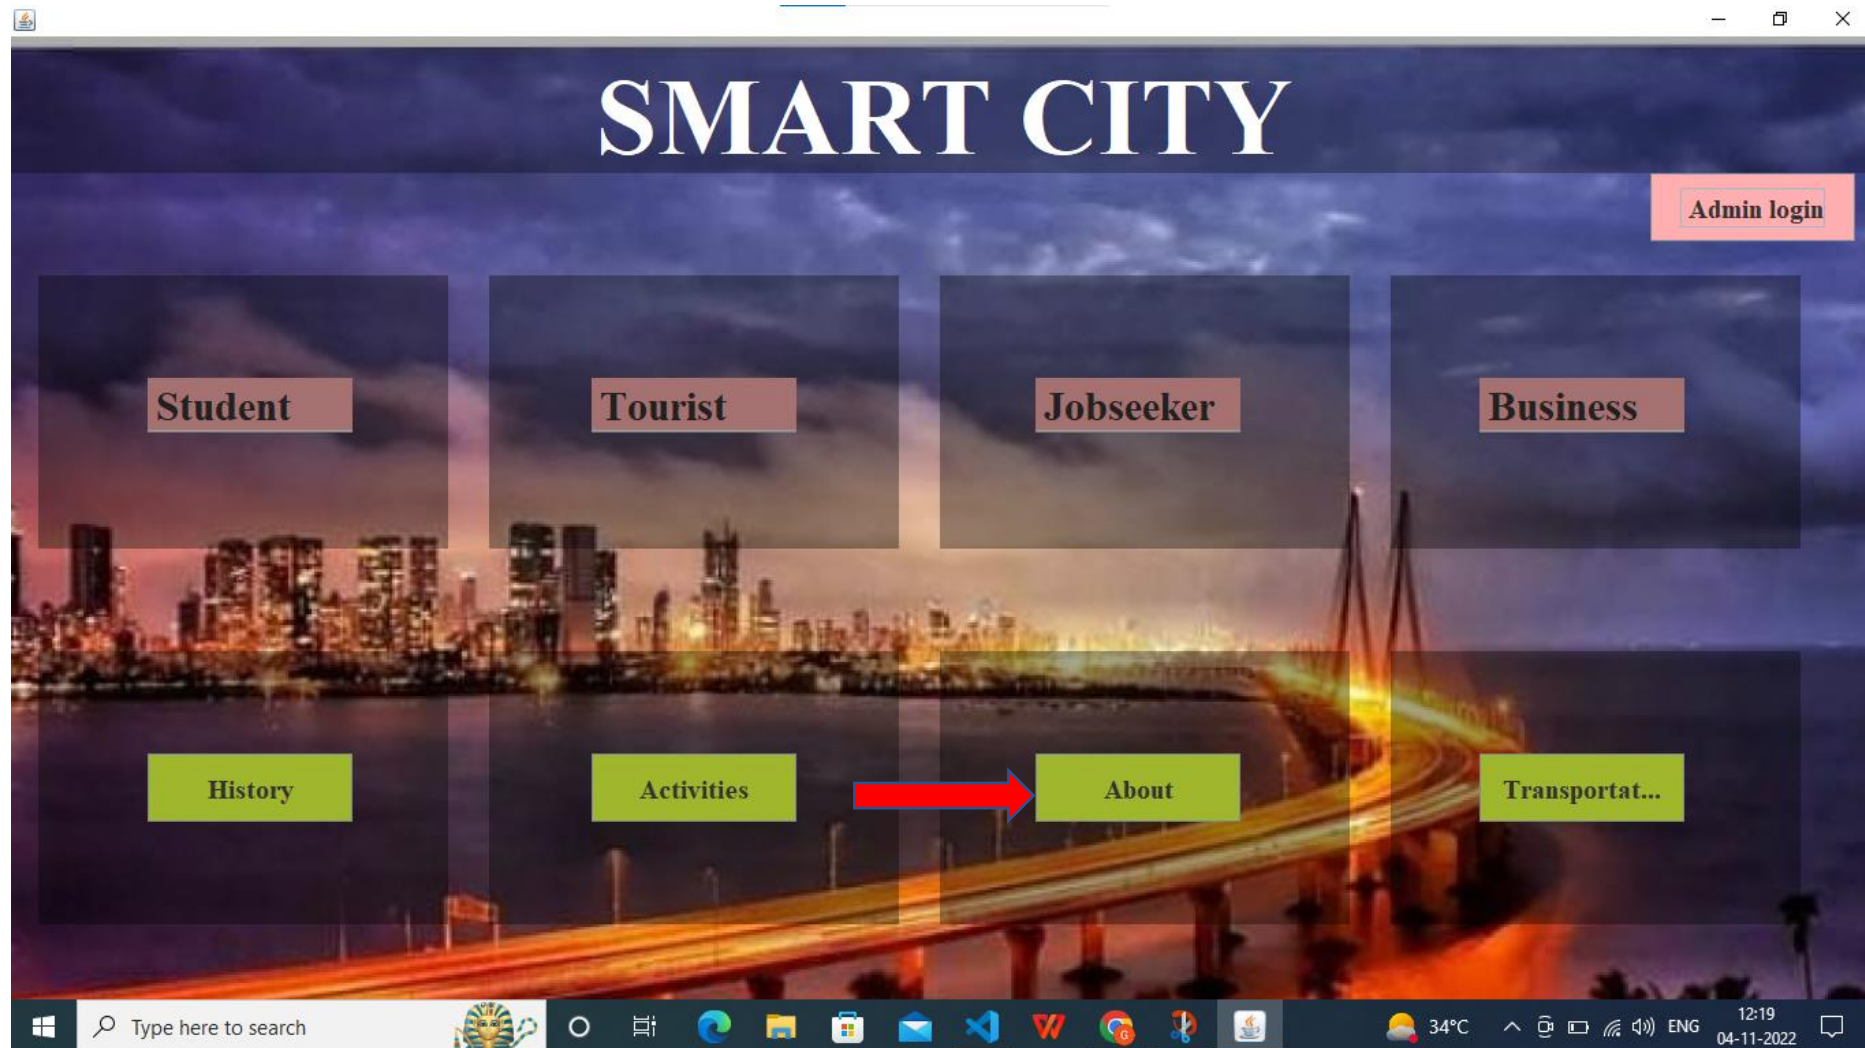 SMART CITY
Admin login
Student
Tourist
Jobseeker
Business
History
Activities
About
Transportat...
Type here to search
34°C
ENG
12:19
04-11-2022